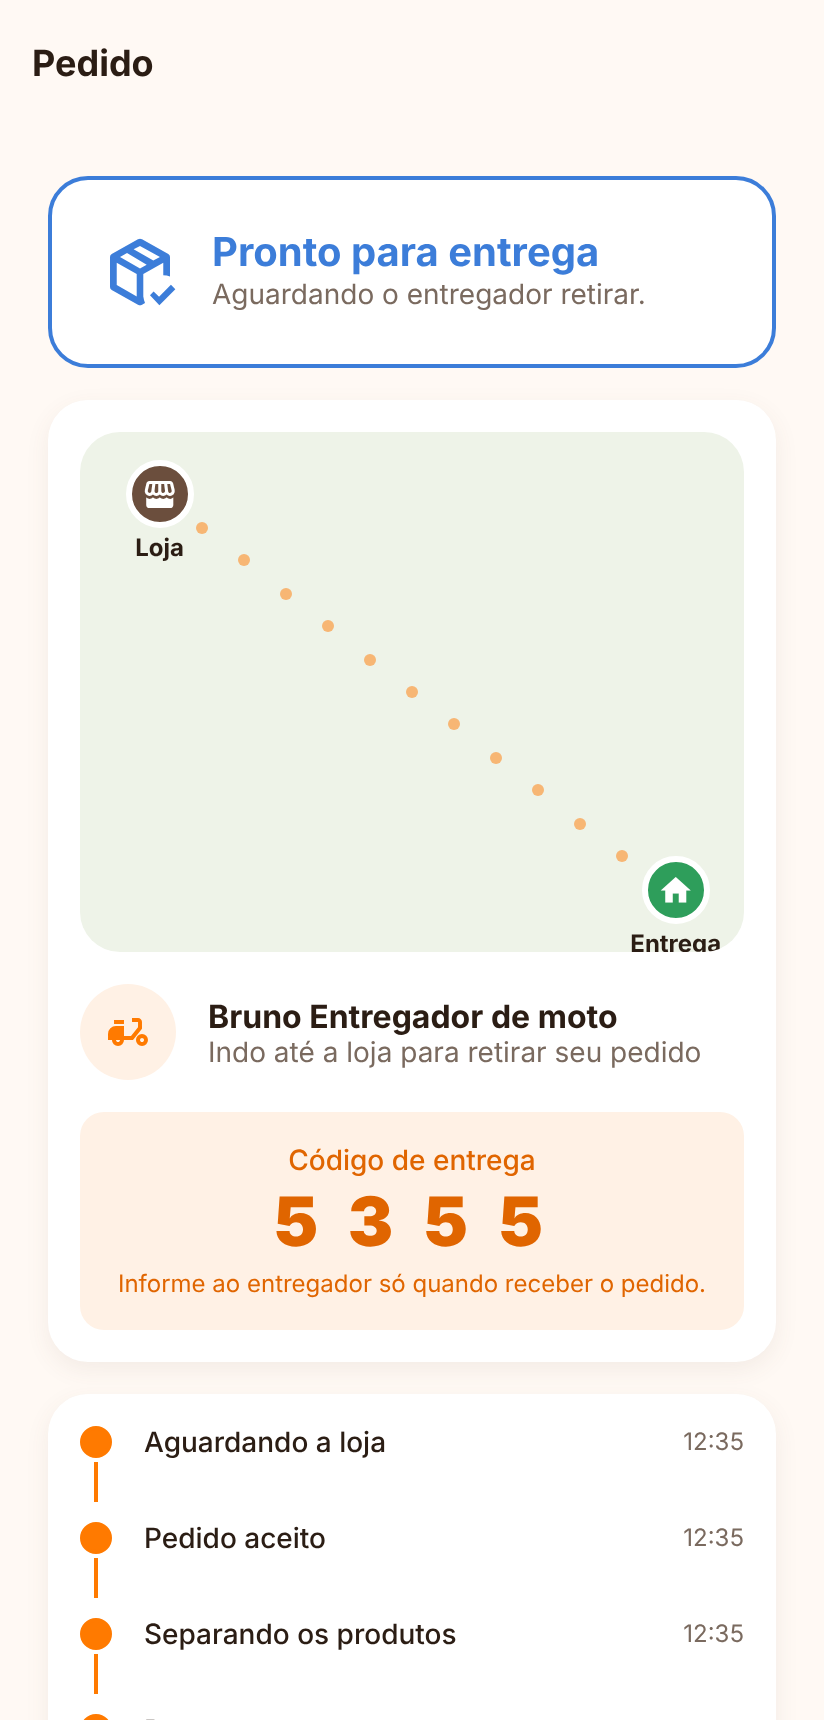 Pedido
Pronto para entrega
Aguardando o entregador retirar.
Loja
Entrega
Bruno Entregador de moto
Indo até a loja para retirar seu pedido
Código de entrega
5 3 5 5
Informe ao entregador só quando receber o pedido.
Aguardando a loja 12:35
Pedido aceito 12:35
Separando os produtos 12:35